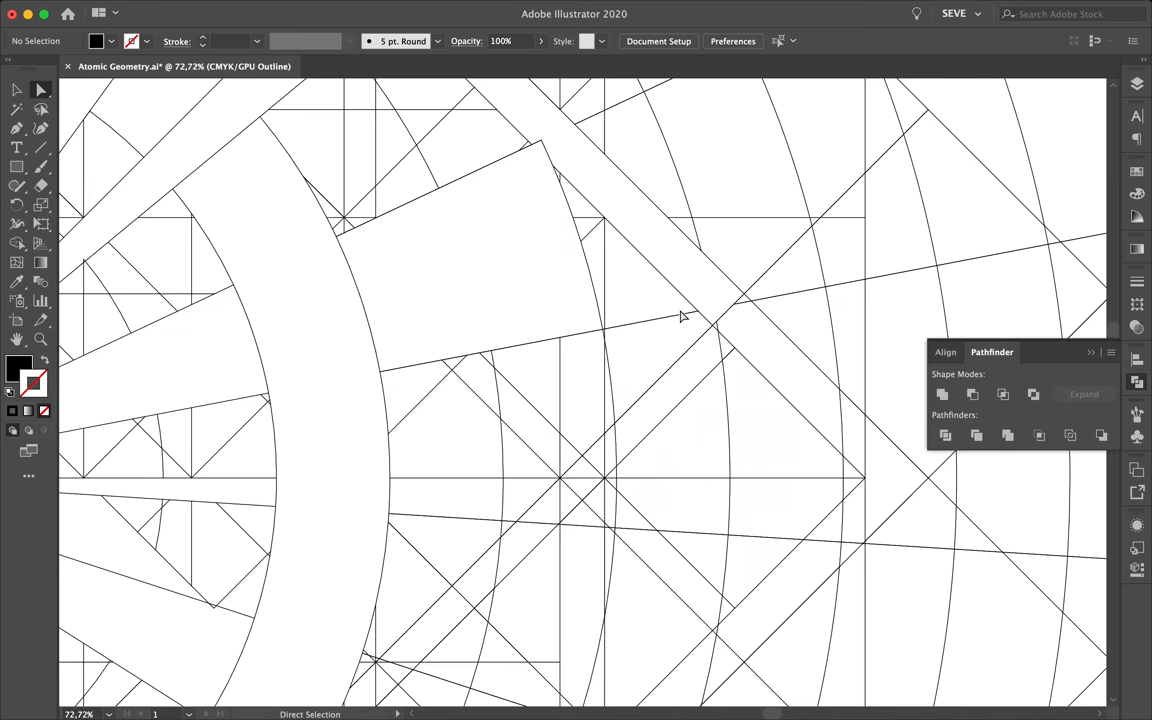 Adobe Illustrator 2020
SEVE
Search Adobe Stock
No Selection
Stroke:
5 pt. Round
Opacity:
100%
Style:
Document Setup
Preferences
Atomic Geometry.ai* @ 72,72% (CMYK/GPU Outline)
Align
Pathfinder
Shape Modes:
Expand
Pathfinders:
72,72%
1
Direct Selection